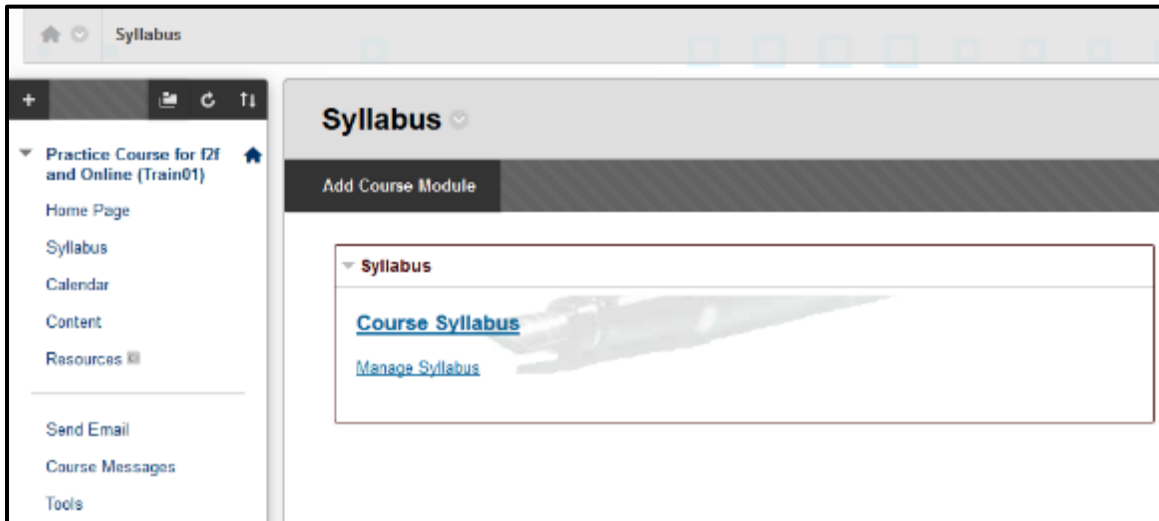 Syllabus
Practice Course for f2f
and Online (Train01)
Home Page
Syllabus
Calendar
Content
Resources
Send Email
Course Messages
Tools
Syllabus
Add Course Module
Syllabus
Course Syllabus
Manage Syllabus